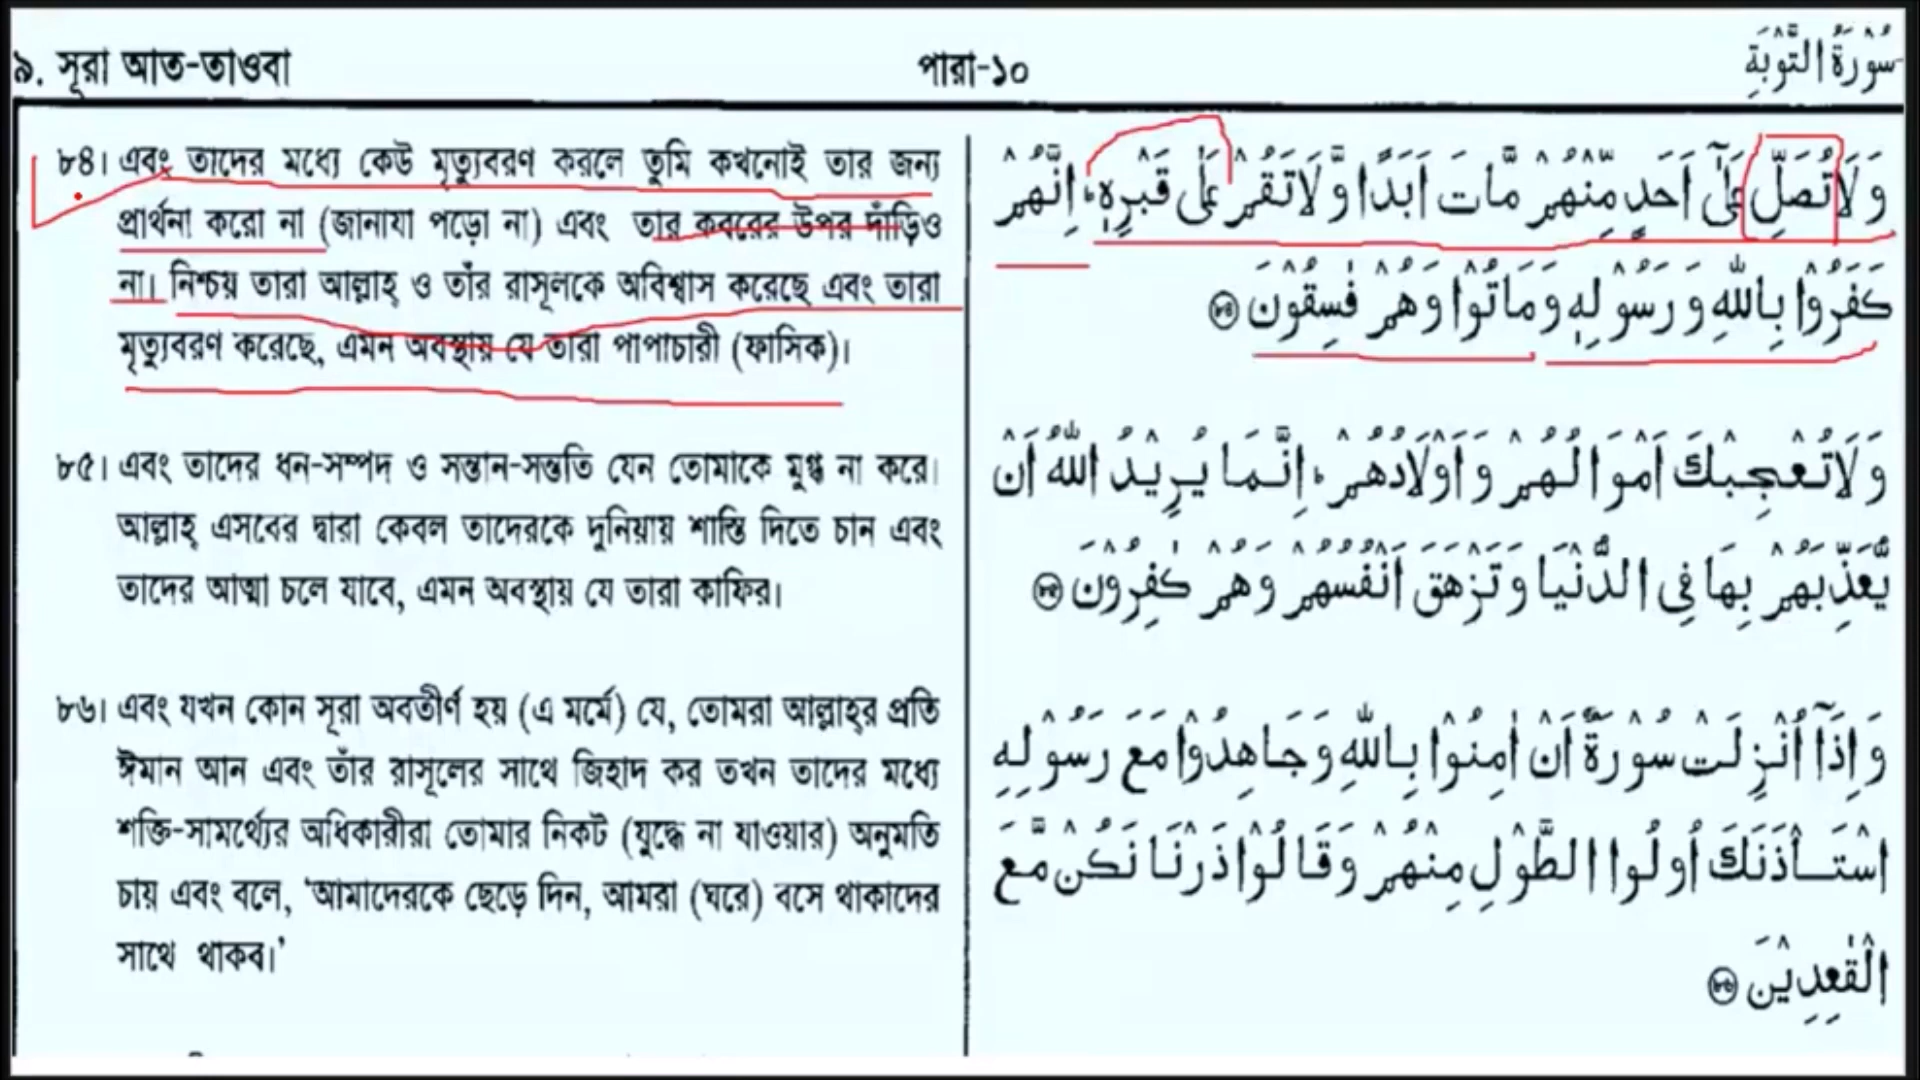 ৯. সূরা আত-তাওবা
পারা-১০
سُوْرَةُ التَّوْبَةِ
৮৪। এবং তাদের মধ্যে কেউ মৃত্যুবরণ করলে তুমি কখনোই তার জন্য
প্রার্থনা করো না (জানাযা পড়ো না) এবং তার কবরের উপর দাঁড়িও
না। নিশ্চয় তারা আল্লাহ্ ও তাঁর রাসূলকে অবিশ্বাস করেছে এবং তারা
মৃত্যুবরণ করেছে, এমন অবস্থায় যে তারা পাপাচারী (ফাসিক)।
وَلَا تُصَلِّ عَلٰٓى اَحَدٍ مِّنْهُمْ مَّاتَ اَبَدًا وَّلَا تَقُمْ عَلٰى قَبْرِهٖ ؕ اِنَّهُمْ
كَفَرُوْا بِاللّٰهِ وَرَسُوْلِهٖ وَمَاتُوْا وَهُمْ فٰسِقُوْنَ ﴿۸۴﴾
৮৫। এবং তাদের ধন-সম্পদ ও সন্তান-সন্ততি যেন তোমাকে মুগ্ধ না করে।
আল্লাহ্ এসবের দ্বারা কেবল তাদেরকে দুনিয়ায় শাস্তি দিতে চান এবং
তাদের আত্মা চলে যাবে, এমন অবস্থায় যে তারা কাফির।
وَلَا تُعْجِبْكَ اَمْوَالُهُمْ وَاَوْلَادُهُمْ ؕ اِنَّمَا يُرِيْدُ اللّٰهُ اَنْ
يُّعَذِّبَهُمْ بِهَا فِى الدُّنْيَا وَتَزْهَقَ اَنْفُسُهُمْ وَهُمْ كٰفِرُوْنَ ﴿۸۵﴾
৮৬। এবং যখন কোন সূরা অবতীর্ণ হয় (এ মর্মে) যে, তোমরা আল্লাহ্‌র প্রতি
ঈমান আন এবং তাঁর রাসূলের সাথে জিহাদ কর তখন তাদের মধ্যে
শক্তি-সামর্থ্যের অধিকারীরা তোমার নিকট (যুদ্ধে না যাওয়ার) অনুমতি
চায় এবং বলে, ‘আমাদেরকে ছেড়ে দিন, আমরা (ঘরে) বসে থাকাদের
সাথে থাকব।’
وَاِذَآ اُنْزِلَتْ سُوْرَةٌ اَنْ اٰمِنُوْا بِاللّٰهِ وَجَاهِدُوْا مَعَ رَسُوْلِهِ
اسْتَأْذَنَكَ اُولُوا الطَّوْلِ مِنْهُمْ وَقَالُوْا ذَرْنَا نَكُنْ مَّعَ
الْقٰعِدِيْنَ ﴿۸۶﴾